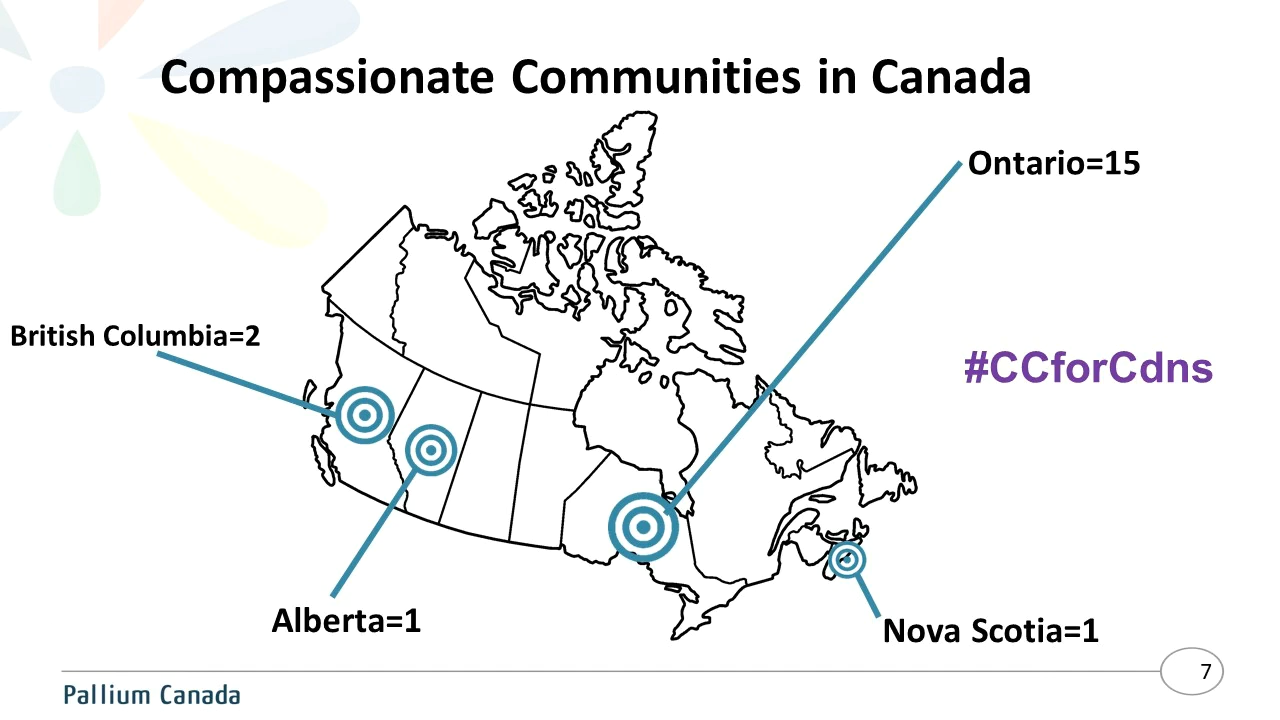 Compassionate Communities in Canada
Ontario=15
British Columbia=2
#CCforCdns
Alberta=1
Nova Scotia=1
7
Pallium Canada